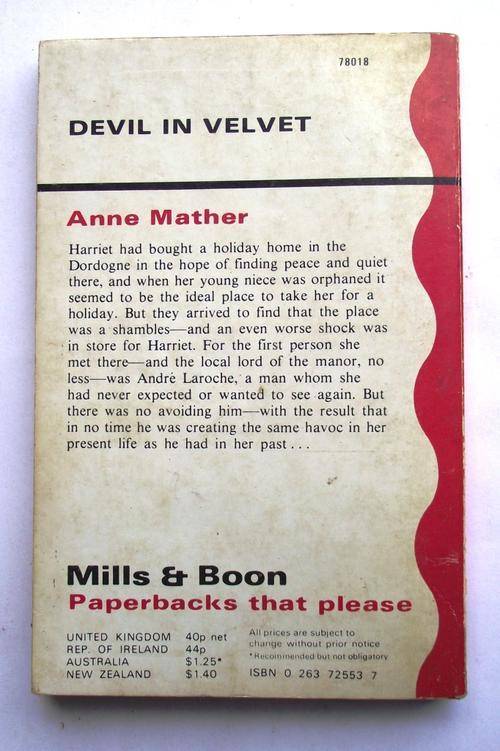 78018
DEVIL IN VELVET
Anne Mather
Harriet had bought a holiday home in the
Dordogne in the hope of finding peace and quiet
there, and when her young niece was orphaned it
seemed to be the ideal place to take her for a
holiday. But they arrived to find that the place
was a shambles—and an even worse shock was
in store for Harriet. For the first person she
met there—and the local lord of the manor, no
less—was André Laroche, a man whom she
had never expected or wanted to see again. But
there was no avoiding him—with the result that
in no time he was creating the same havoc in her
present life as he had in her past . . .
Mills & Boon
Paperbacks that please
UNITED KINGDOM 40p net
REP. OF IRELAND 44p
AUSTRALIA $1.25*
NEW ZEALAND $1.40
All prices are subject to
change without prior notice
*Recommended but not obligatory
ISBN 0 263 72553 7